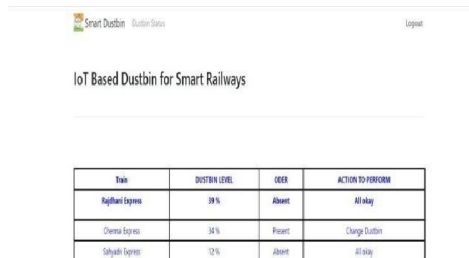 Smart Dustbin Dustbin Status Logout
IoT Based Dustbin for Smart Railways
Train DUSTBIN LEVEL ODER ACTION TO PERFORM
Rajdhani Express 39 % Absent All okay
Chennai Express 34 % Present Change Dustbin
Sahyadri Express 12 % Absent All okay